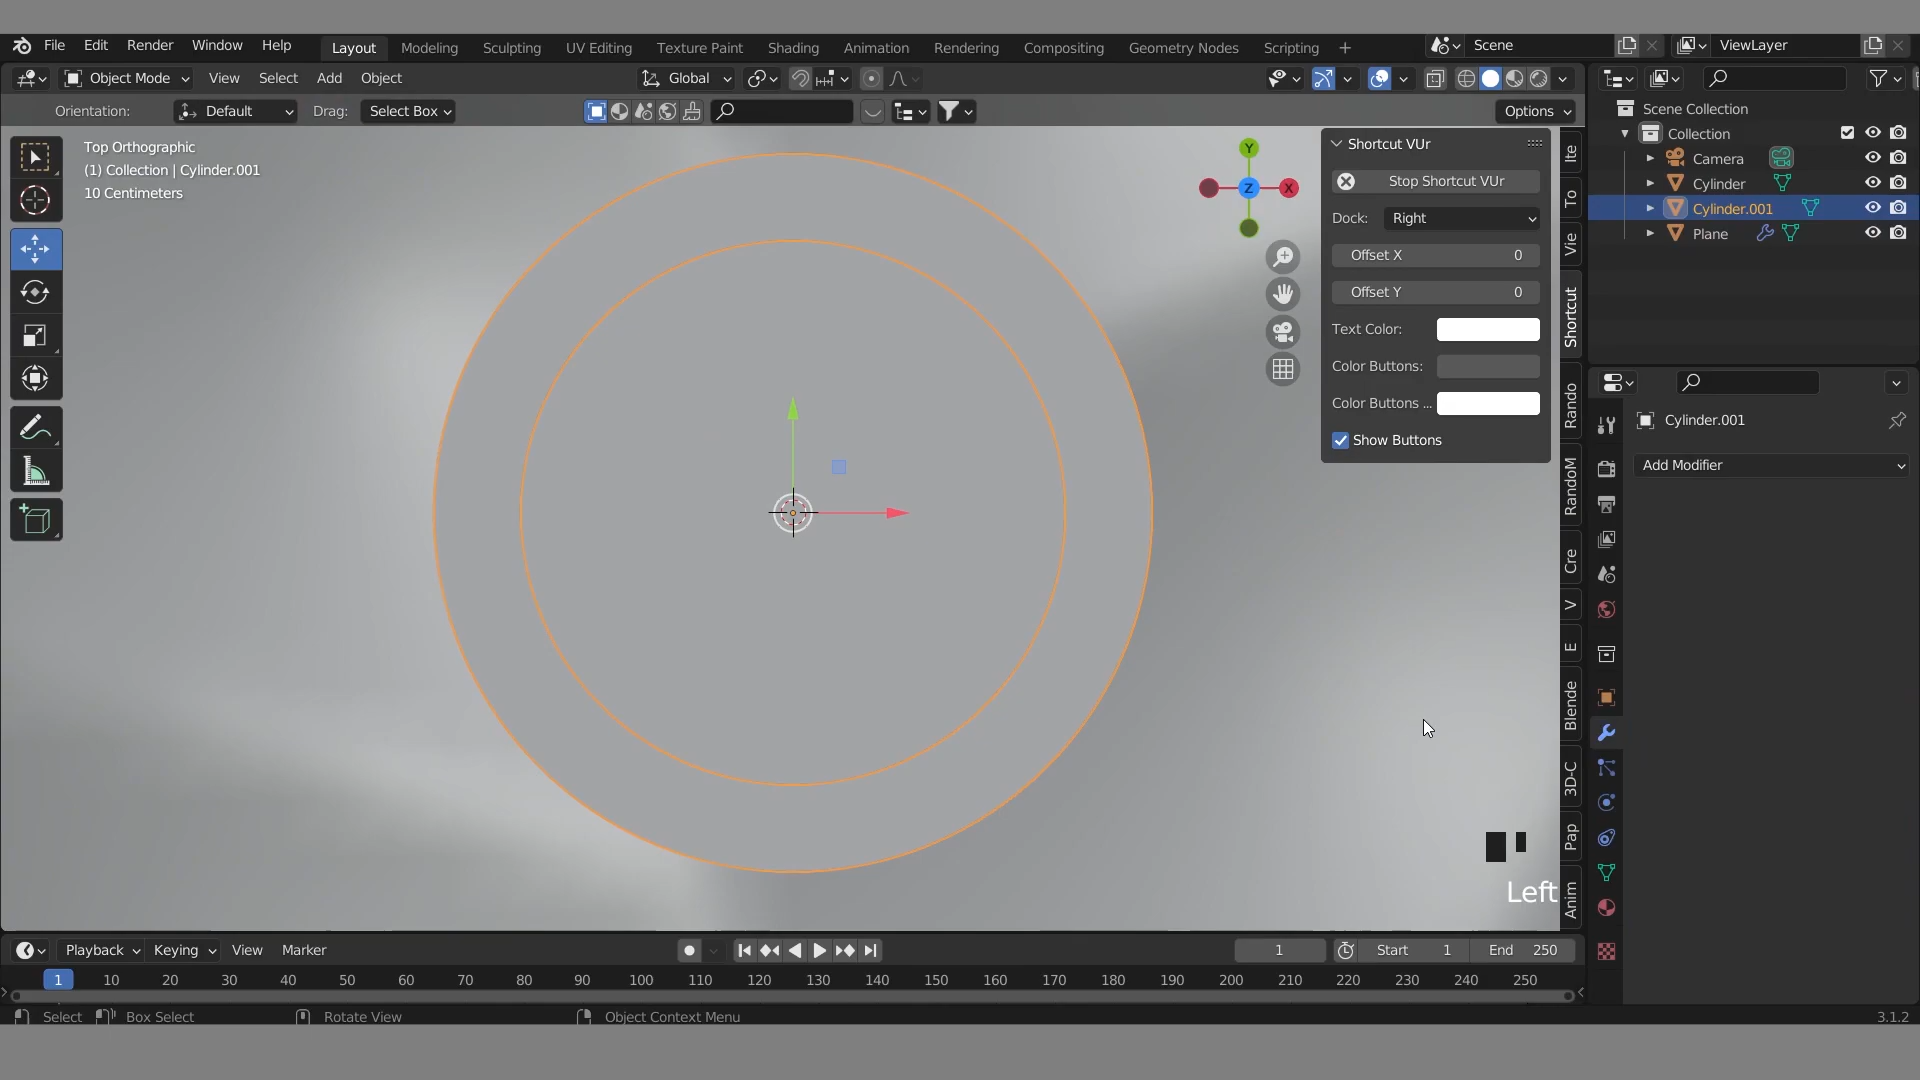 File Edit Render Window Help Layout Modeling Sculpting UV Editing Texture Paint Shading Animation Rendering Compositing Geometry Nodes Scripting + Scene ViewLayer
Object Mode View Select Add Object Global
Orientation: Default Drag: Select Box Options
Top Orthographic
(1) Collection | Cylinder.001
10 Centimeters
Y
Z
X
Shortcut VUr
Stop Shortcut VUr
Dock: Right
Offset X 0
Offset Y 0
Text Color:
Color Buttons:
Color Buttons ...
Show Buttons
Ite
To
Vie
Shortcut
Rando
RandoM
Cre
V
E
Blende
3D-C
Pap
Anim
Scene Collection
Collection
Camera
Cylinder
Cylinder.001
Plane
Cylinder.001
Add Modifier
Left
Playback Keying View Marker 1 Start 1 End 250
1 10 20 30 40 50 60 70 80 90 100 110 120 130 140 150 160 170 180 190 200 210 220 230 240 250
Select Box Select Rotate View Object Context Menu 3.1.2